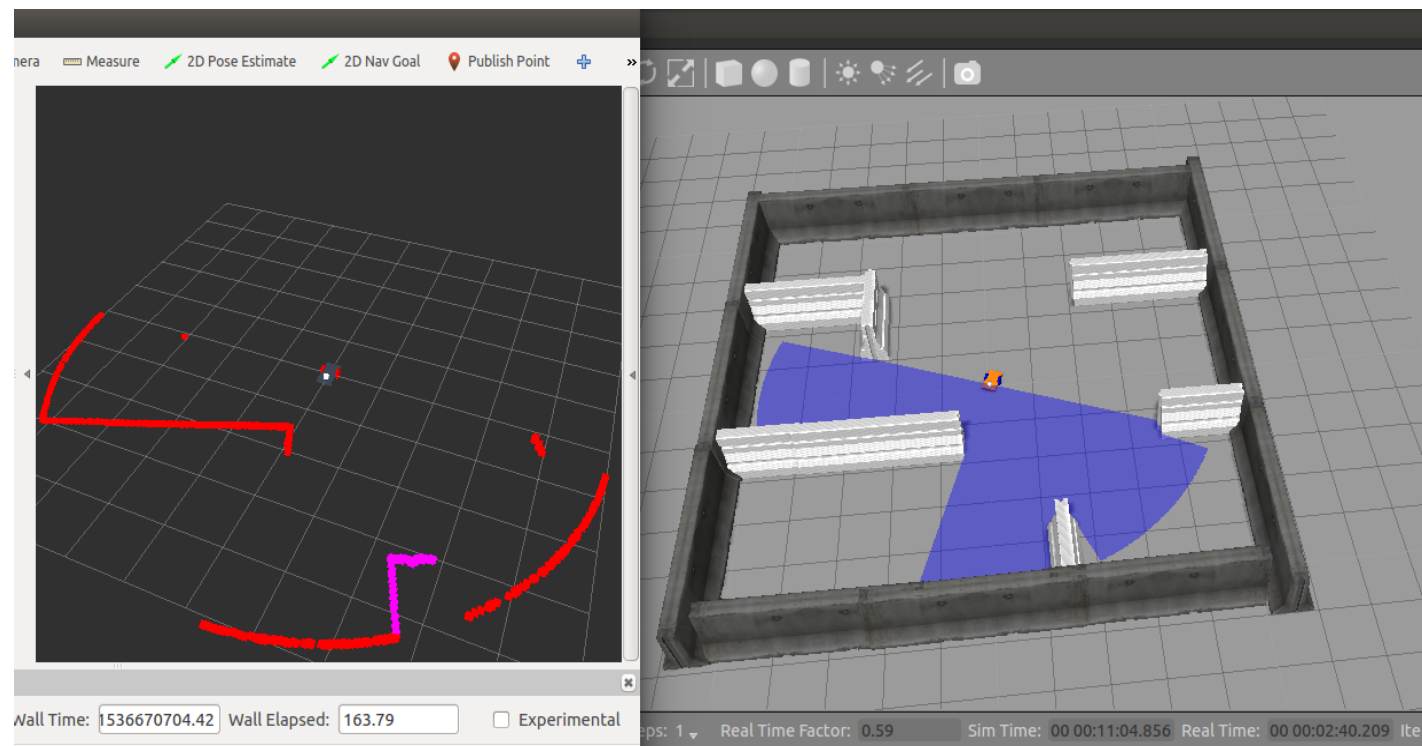 nera Measure 2D Pose Estimate 2D Nav Goal Publish Point »
Wall Time: 1536670704.42 Wall Elapsed: 163.79 Experimental
eps: 1 Real Time Factor: 0.59 Sim Time: 00 00:11:04.856 Real Time: 00 00:02:40.209 Ite